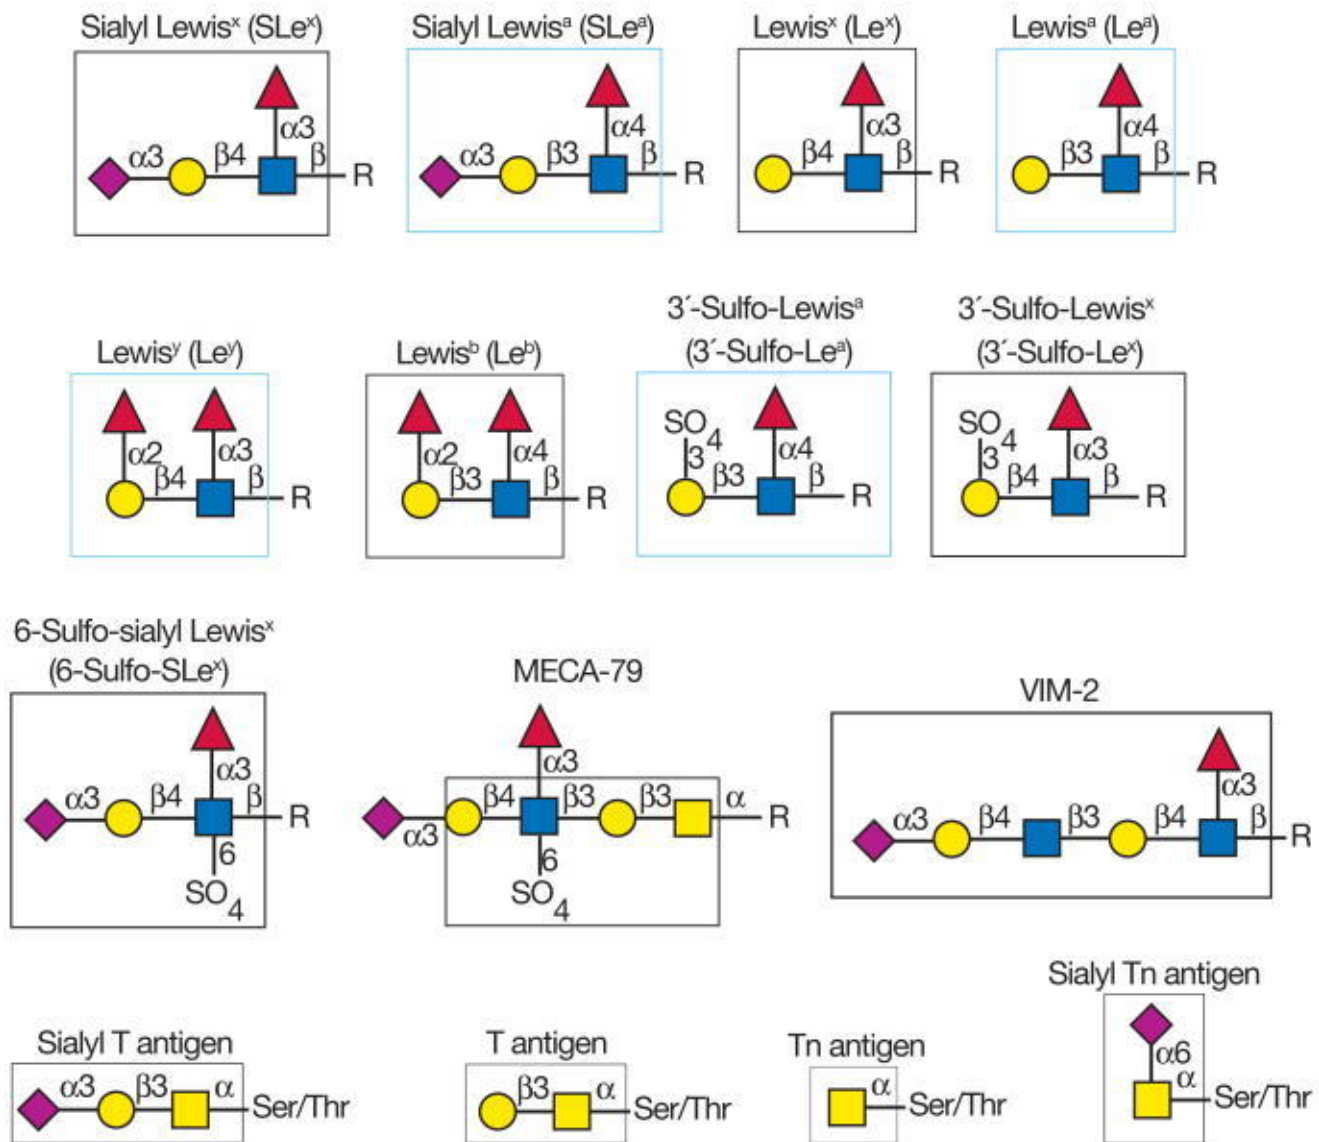 Sialyl Lewisˣ (SLeˣ)
Sialyl Lewisᵃ (SLeᵃ)
Lewisˣ (Leˣ)
Lewisᵃ (Leᵃ)
α3
α3 β4 β R
α4
α3 β3 β R
α3
β4 β R
α4
β3 β R
Lewisʸ (Leʸ)
Lewisᵇ (Leᵇ)
3´-Sulfo-Lewisᵃ
(3´-Sulfo-Leᵃ)
3´-Sulfo-Lewisˣ
(3´-Sulfo-Leˣ)
α2 α3
β4 β R
α2 α4
β3 β R
SO4
3 α4
β3 β R
SO4
3 α3
β4 β R
6-Sulfo-sialyl Lewisˣ
(6-Sulfo-SLeˣ)
α3
α3 β4 β R
6
SO4
MECA-79
α3
α3 β4 β3 β3 α R
6
SO4
VIM-2
α3
α3 β4 β3 β4 β R
Sialyl T antigen
α3 β3 α Ser/Thr
T antigen
β3 α Ser/Thr
Tn antigen
α Ser/Thr
Sialyl Tn antigen
α6
α Ser/Thr